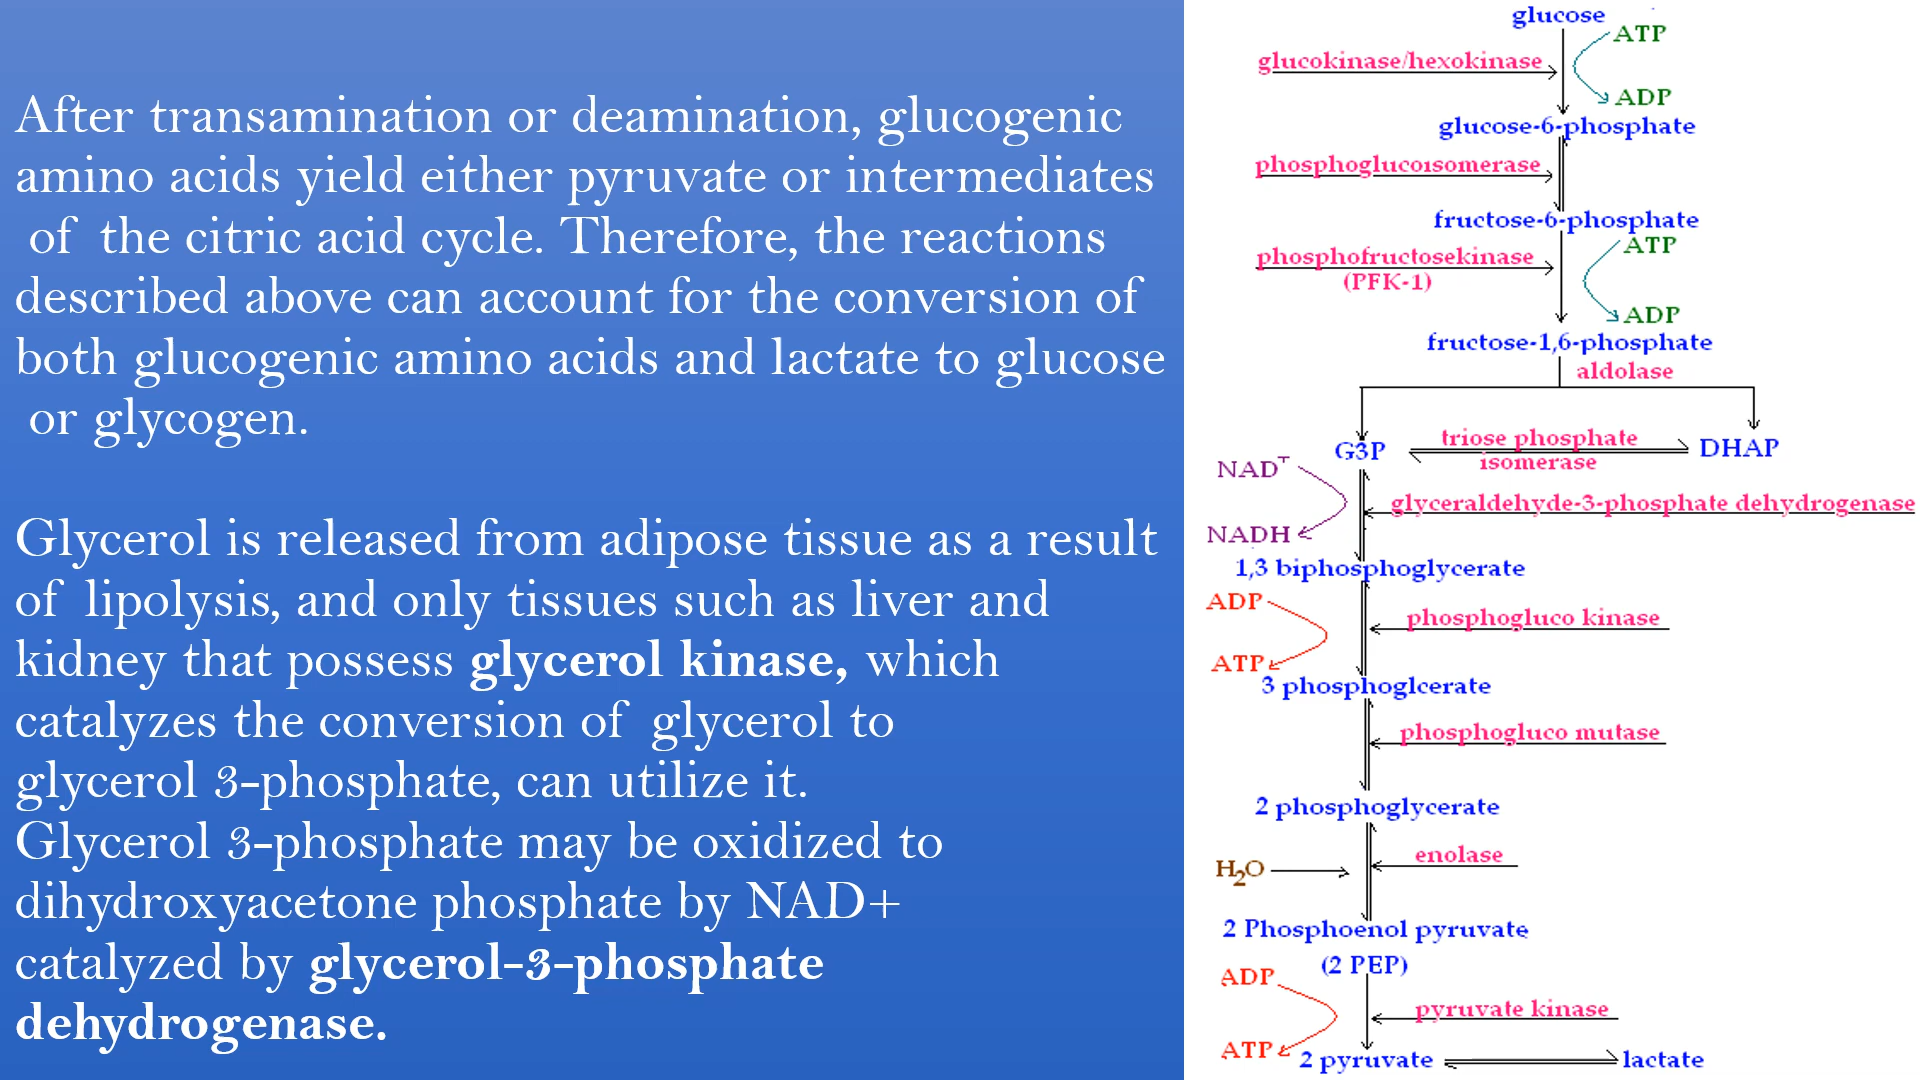 After transamination or deamination, glucogenic
amino acids yield either pyruvate or intermediates
of the citric acid cycle. Therefore, the reactions
described above can account for the conversion of
both glucogenic amino acids and lactate to glucose
or glycogen.
Glycerol is released from adipose tissue as a result
of lipolysis, and only tissues such as liver and
kidney that possess glycerol kinase, which
catalyzes the conversion of glycerol to
glycerol 3-phosphate, can utilize it.
Glycerol 3-phosphate may be oxidized to
dihydroxyacetone phosphate by NAD+
catalyzed by glycerol-3-phosphate
dehydrogenase.
glucose
ATP
glucokinase/hexokinase
ADP
glucose-6-phosphate
phosphoglucoisomerase
fructose-6-phosphate
ATP
phosphofructosekinase
(PFK-1)
ADP
fructose-1,6-phosphate
aldolase
G3P
triose phosphate
isomerase
DHAP
NAD+
glyceraldehyde-3-phosphate dehydrogenase
NADH
1,3 biphosphoglycerate
ADP
phosphogluco kinase
ATP
3 phosphoglcerate
phosphogluco mutase
2 phosphoglycerate
enolase
H2O
2 Phosphoenol pyruvate
(2 PEP)
ADP
pyruvate kinase
ATP
2 pyruvate
lactate